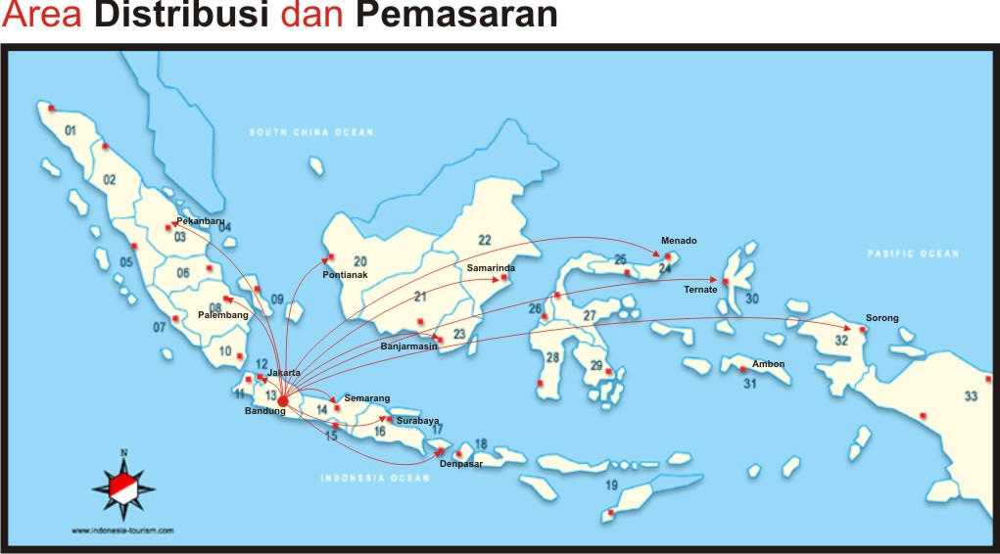 Area Distribusi dan Pemasaran
01
SOUTH CHINA OCEAN
02
Pekanbaru
04
03
05
06
22
Menado
25
24
20
Pontianak
Samarinda
PASIFIC OCEAN
09
08
Palembang
21
Ternate
30
26
27
07
Sorong
10
Banjarmasin
23
32
12
Jakarta
28
29
Ambon
31
11
13
33
Bandung
14
Semarang
15
16
Surabaya
17
18
Denpasar
INDONESIA OCEAN
19
N
www.indonesia-tourism.com